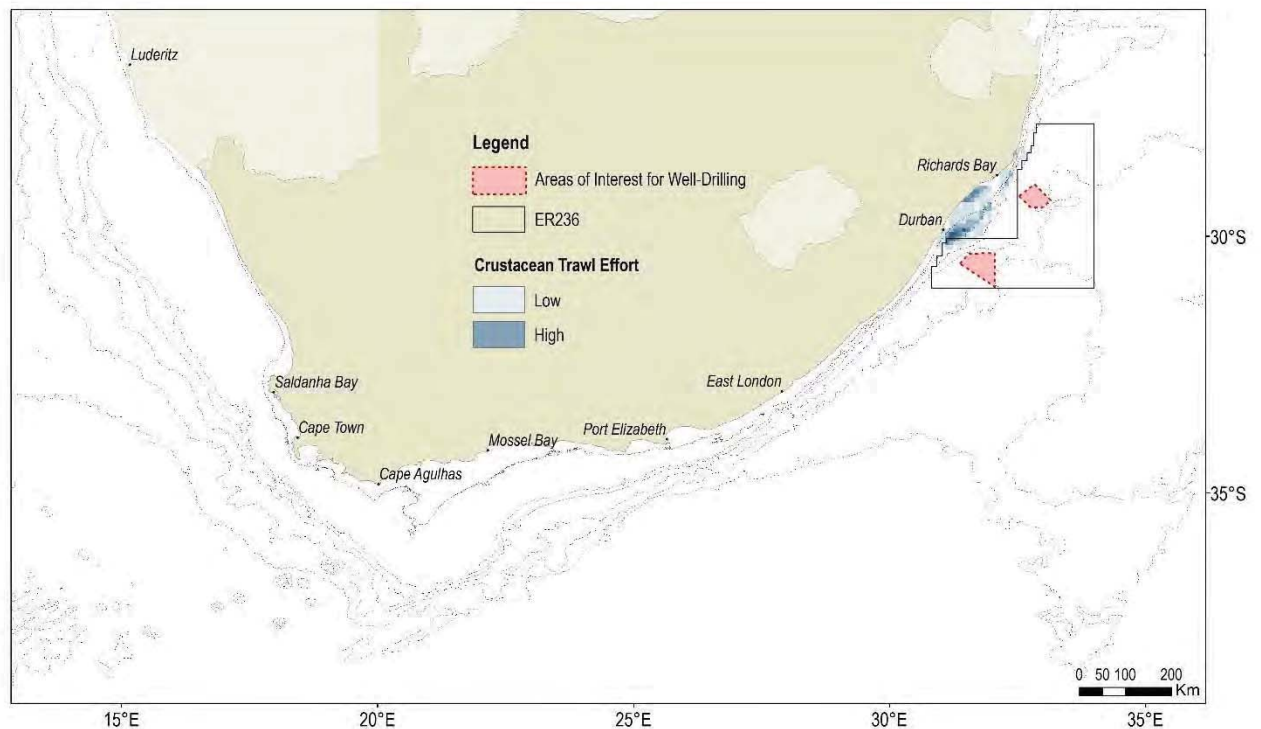 Luderitz
Legend
Areas of Interest for Well-Drilling
ER236
Crustacean Trawl Effort
Low
High
Richards Bay
Durban
30°S
East London
Saldanha Bay
Cape Town
Mossel Bay
Port Elizabeth
Cape Agulhas
35°S
0 50 100 200
Km
15°E 20°E 25°E 30°E 35°E